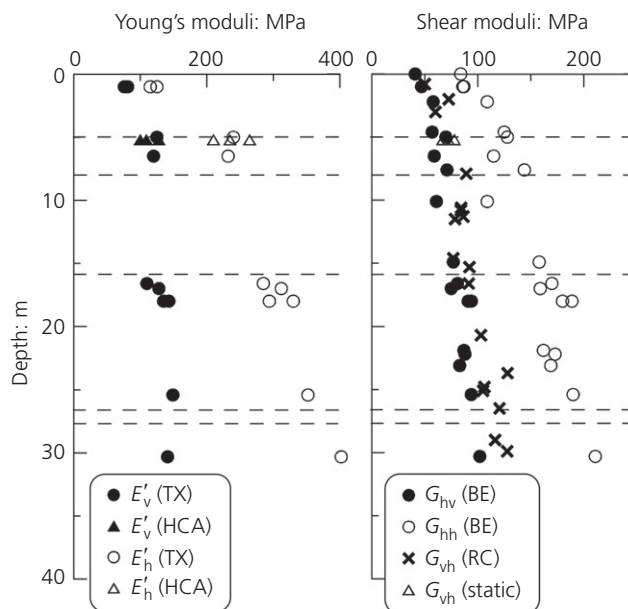 Young's moduli: MPa
Shear moduli: MPa
0 200 400
0 100 200
0
10
20
30
40
Depth: m
E′v (TX)
E′v (HCA)
E′h (TX)
E′h (HCA)
Ghv (BE)
Ghh (BE)
Gvh (RC)
Gvh (static)